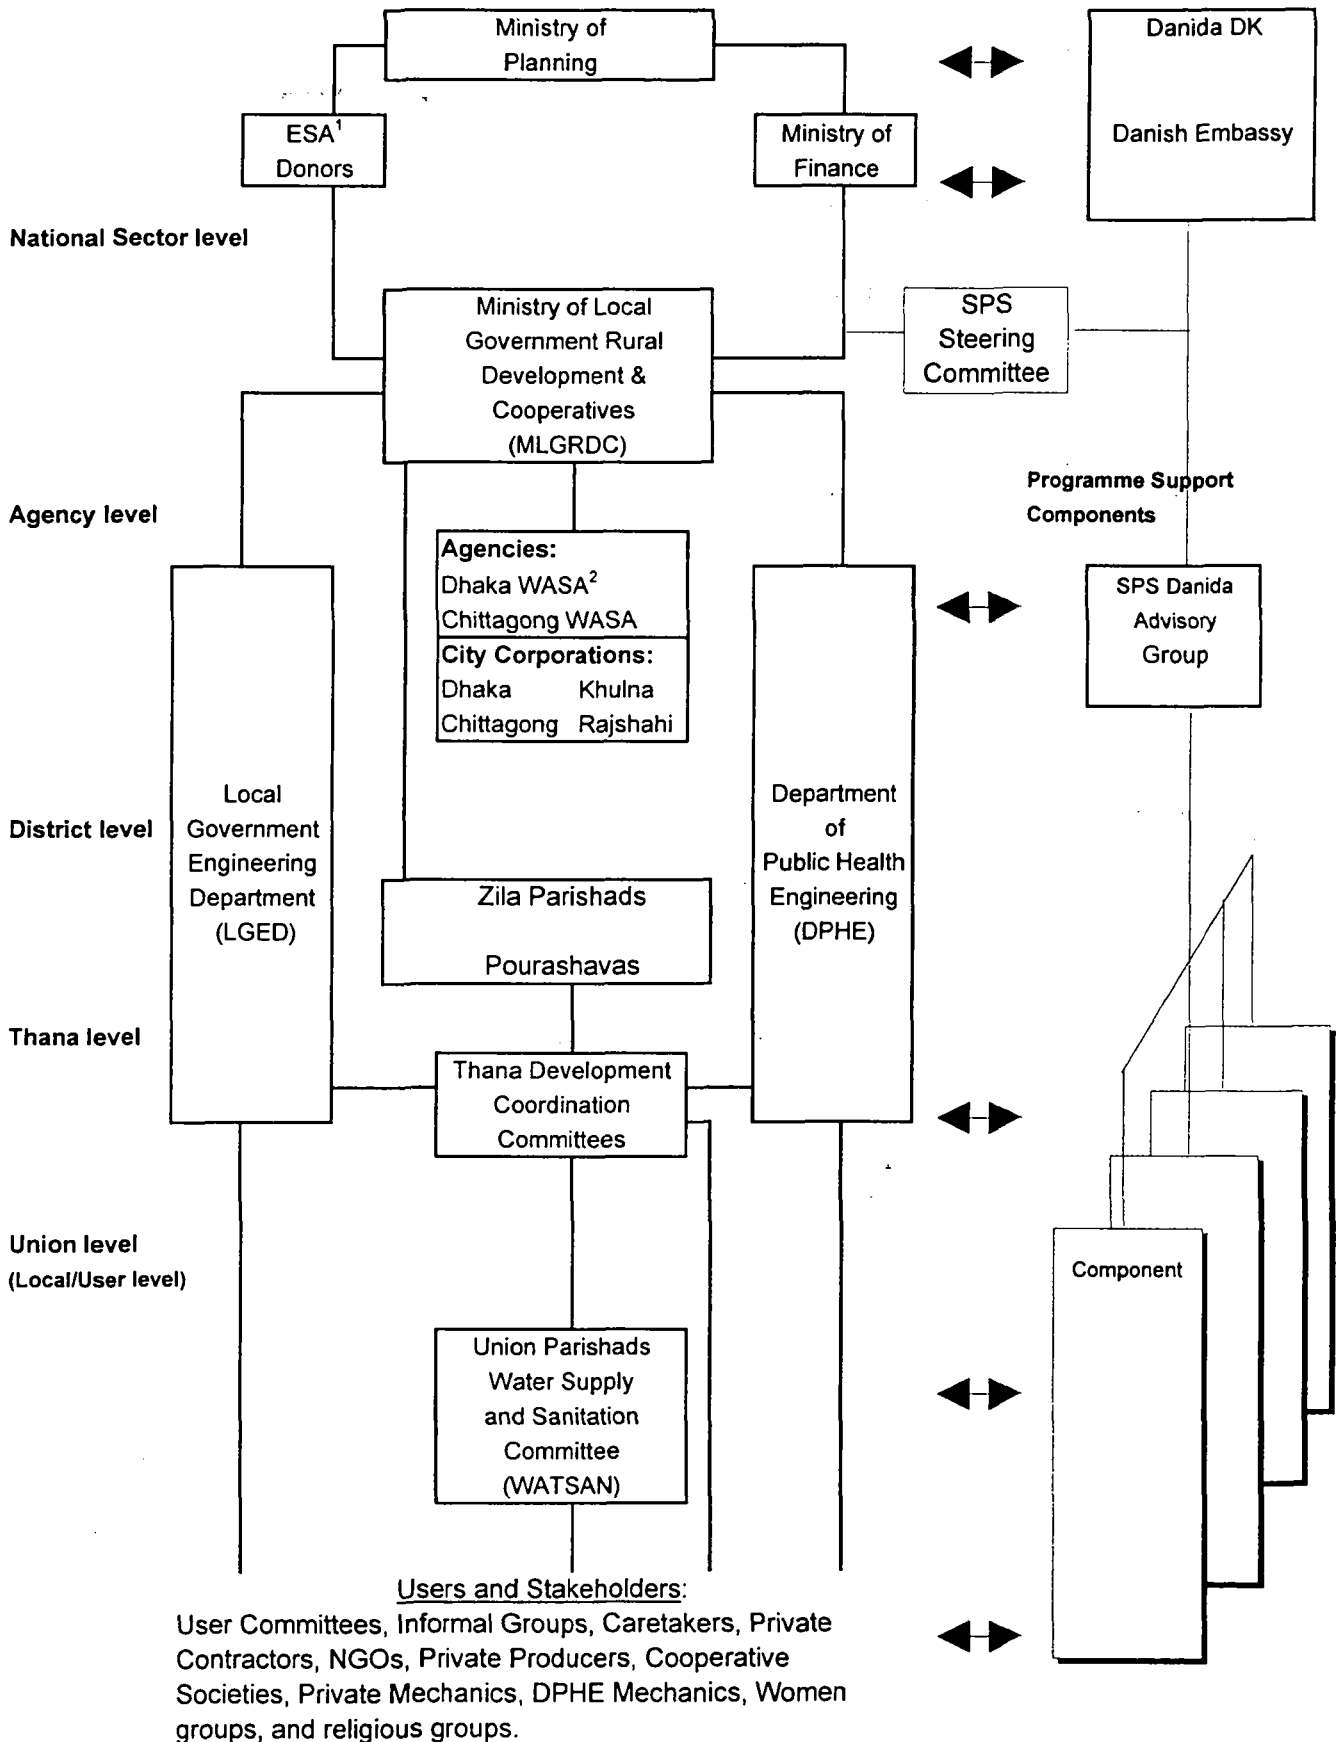 Ministry of
Planning
Danida DK
Danish Embassy
ESA¹
Donors
Ministry of
Finance
National Sector level
Ministry of Local
Government Rural
Development &
Cooperatives
(MLGRDC)
SPS
Steering
Committee
Programme Support
Components
Agency level
Agencies:
Dhaka WASA²
Chittagong WASA
City Corporations:
Dhaka Khulna
Chittagong Rajshahi
SPS Danida
Advisory
Group
District level
Local
Government
Engineering
Department
(LGED)
Department
of
Public Health
Engineering
(DPHE)
Zila Parishads
Pourashavas
Thana level
Thana Development
Coordination
Committees
Union level
(Local/User level)
Component
Union Parishads
Water Supply
and Sanitation
Committee
(WATSAN)
Users and Stakeholders:
User Committees, Informal Groups, Caretakers, Private
Contractors, NGOs, Private Producers, Cooperative
Societies, Private Mechanics, DPHE Mechanics, Women
groups, and religious groups.